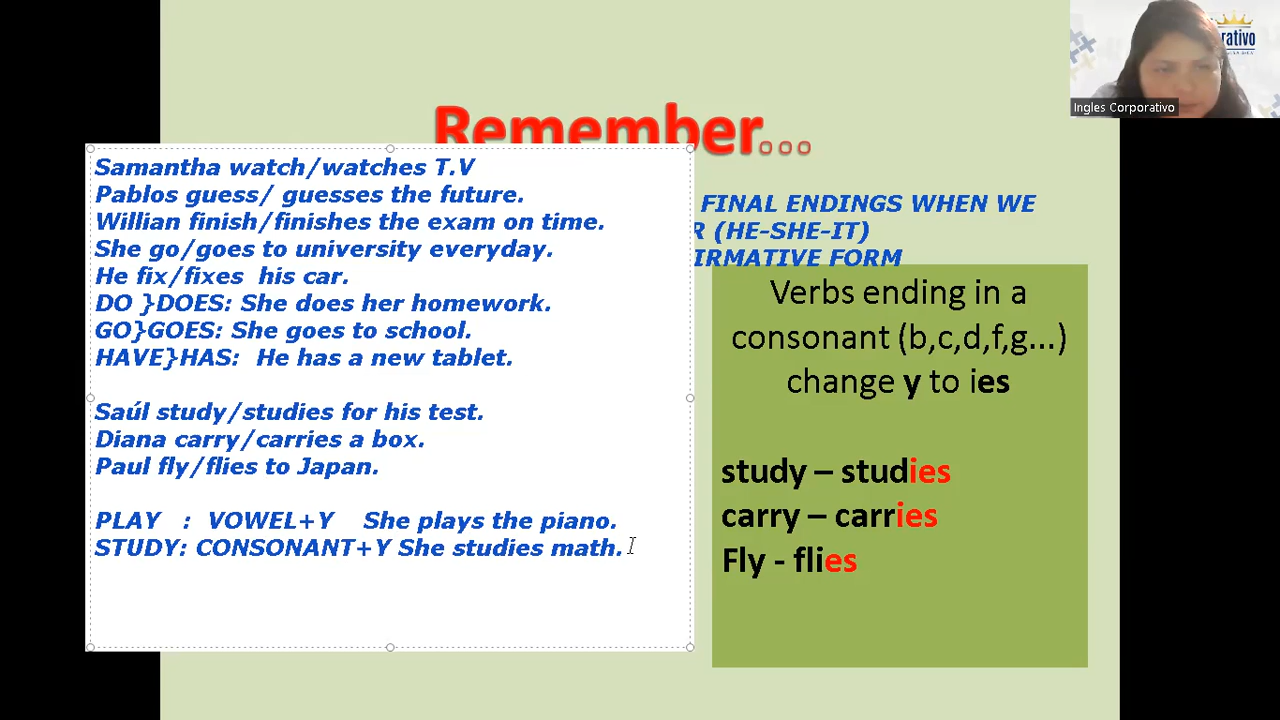 rativo
Ingles Corporativo
Remember...
Samantha watch/watches T.V
Pablos guess/ guesses the future.
Willian finish/finishes the exam on time.
She go/goes to university everyday.
He fix/fixes  his car.
DO }DOES: She does her homework.
GO}GOES: She goes to school.
HAVE}HAS:  He has a new tablet.
Saúl study/studies for his test.
Diana carry/carries a box.
Paul fly/flies to Japan.
PLAY   :  VOWEL+Y    She plays the piano.
STUDY: CONSONANT+Y She studies math.
FINAL ENDINGS WHEN WE
R (HE-SHE-IT)
IRMATIVE FORM
Verbs ending in a
consonant (b,c,d,f,g...)
change y to ies
study – studies
carry – carries
Fly - flies